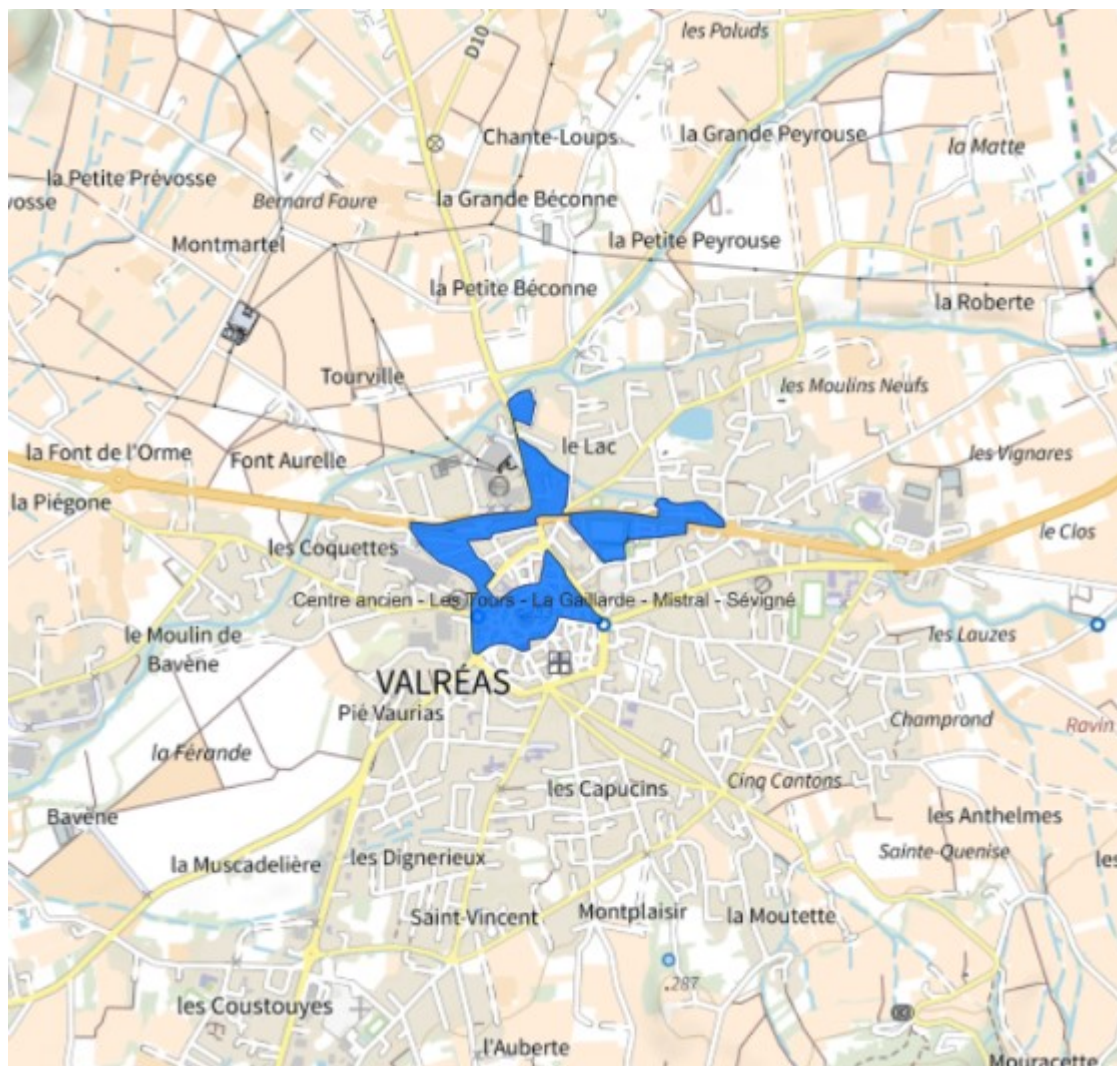 les Paluds
D10
Chante-Loups
la Grande Peyrouse
la Matte
la Petite Prévosse
vosse
Bernard Faure
la Grande Béconne
Montmartel
la Petite Peyrouse
la Petite Béconne
la Roberte
Tourville
les Moulins Neufs
la Font de l'Orme
Font Aurelle
le Lac
les Vignares
la Piégone
les Coquettes
le Clos
Centre ancien - Les Tours - La Gaillarde - Mistral - Sévigné
le Moulin de
Bavène
les Lauzes
VALRÉAS
Pié Vaurias
Champrond
Ravin
la Férande
Cinq Cantons
les Capucins
Bavène
les Anthelmes
la Muscadelière
les Dignerieux
Sainte-Quenise
les
Saint-Vincent
Montplaisir
la Moutette
287
les Coustouyes
l'Auberte
Mouracette